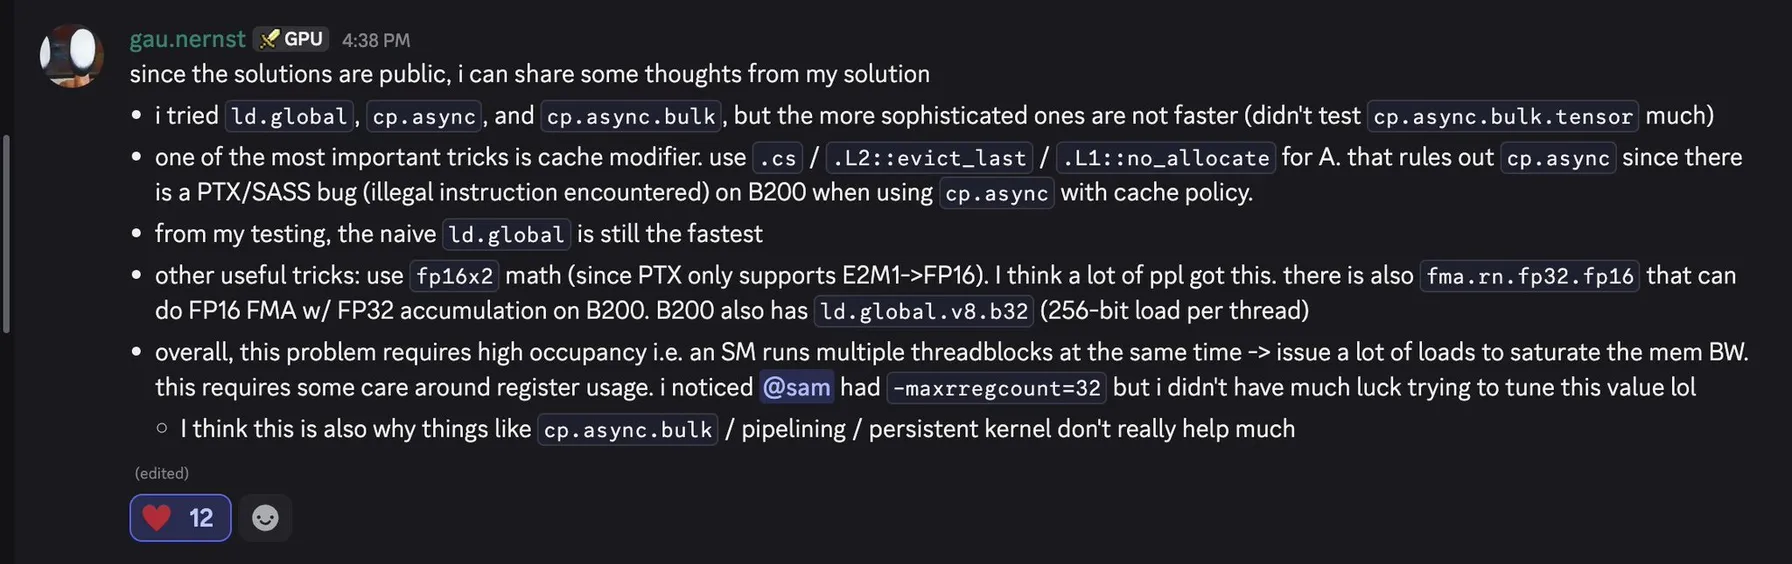 gau.nernst GPU 4:38 PM
since the solutions are public, i can share some thoughts from my solution
• i tried ld.global, cp.async, and cp.async.bulk, but the more sophisticated ones are not faster (didn't test cp.async.bulk.tensor much)
• one of the most important tricks is cache modifier. use .cs / .L2::evict_last / .L1::no_allocate for A. that rules out cp.async since there
is a PTX/SASS bug (illegal instruction encountered) on B200 when using cp.async with cache policy.
• from my testing, the naive ld.global is still the fastest
• other useful tricks: use fp16x2 math (since PTX only supports E2M1->FP16). I think a lot of ppl got this. there is also fma.rn.fp32.fp16 that can
do FP16 FMA w/ FP32 accumulation on B200. B200 also has ld.global.v8.b32 (256-bit load per thread)
• overall, this problem requires high occupancy i.e. an SM runs multiple threadblocks at the same time -> issue a lot of loads to saturate the mem BW.
this requires some care around register usage. i noticed @sam had -maxrregcount=32 but i didn't have much luck trying to tune this value lol
○ I think this is also why things like cp.async.bulk / pipelining / persistent kernel don't really help much
(edited)
12